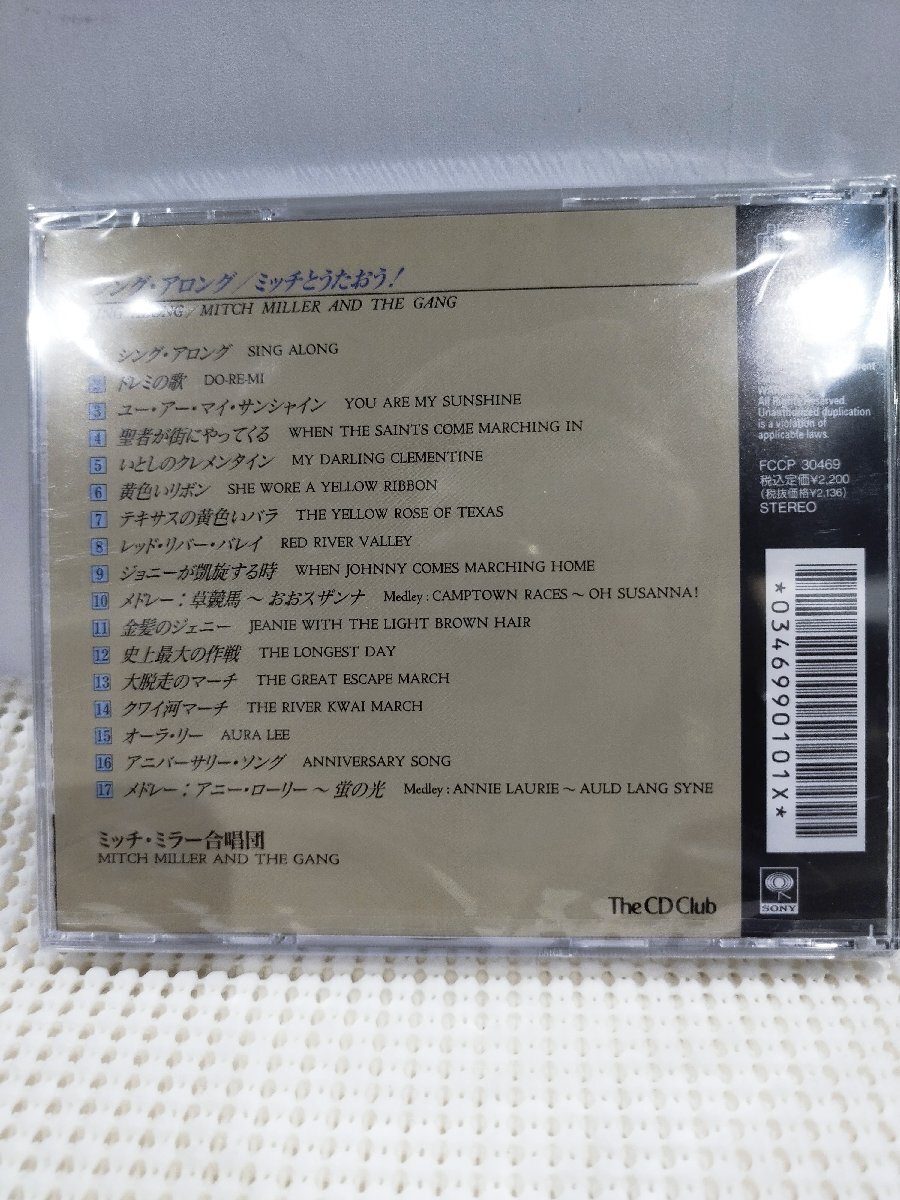 ング・アロング/ミッチとうたおう!
MITCH MILLER AND THE GANG
シング・アロング SING ALONG
2 ドレミの歌 DO-RE-MI
3 ユー・アー・マイ・サンシャイン YOU ARE MY SUNSHINE
4 聖者が街にやってくる WHEN THE SAINTS COME MARCHING IN
5 いとしのクレメンタイン MY DARLING CLEMENTINE
6 黄色いリボン SHE WORE A YELLOW RIBBON
7 テキサスの黄色いバラ THE YELLOW ROSE OF TEXAS
8 レッド・リバー・バレイ RED RIVER VALLEY
9 ジョニーが凱旋する時 WHEN JOHNNY COMES MARCHING HOME
10 メドレー:草競馬〜おおスザンナ Medley:CAMPTOWN RACES〜OH SUSANNA!
11 金髪のジェニー JEANIE WITH THE LIGHT BROWN HAIR
12 史上最大の作戦 THE LONGEST DAY
13 大脱走のマーチ THE GREAT ESCAPE MARCH
14 クワイ河マーチ THE RIVER KWAI MARCH
15 オーラ・リー AURA LEE
16 アニバーサリー・ソング ANNIVERSARY SONG
17 メドレー:アニー・ローリー〜蛍の光 Medley:ANNIE LAURIE〜AULD LANG SYNE
ミッチ・ミラー合唱団
MITCH MILLER AND THE GANG
The CD Club
All Rights Reserved.
Unauthorized duplication
is a violation of
applicable laws.
FCCP 30469
税込定価¥2,200
(税抜価格¥2,136)
STEREO
*034699010 1X*
SONY